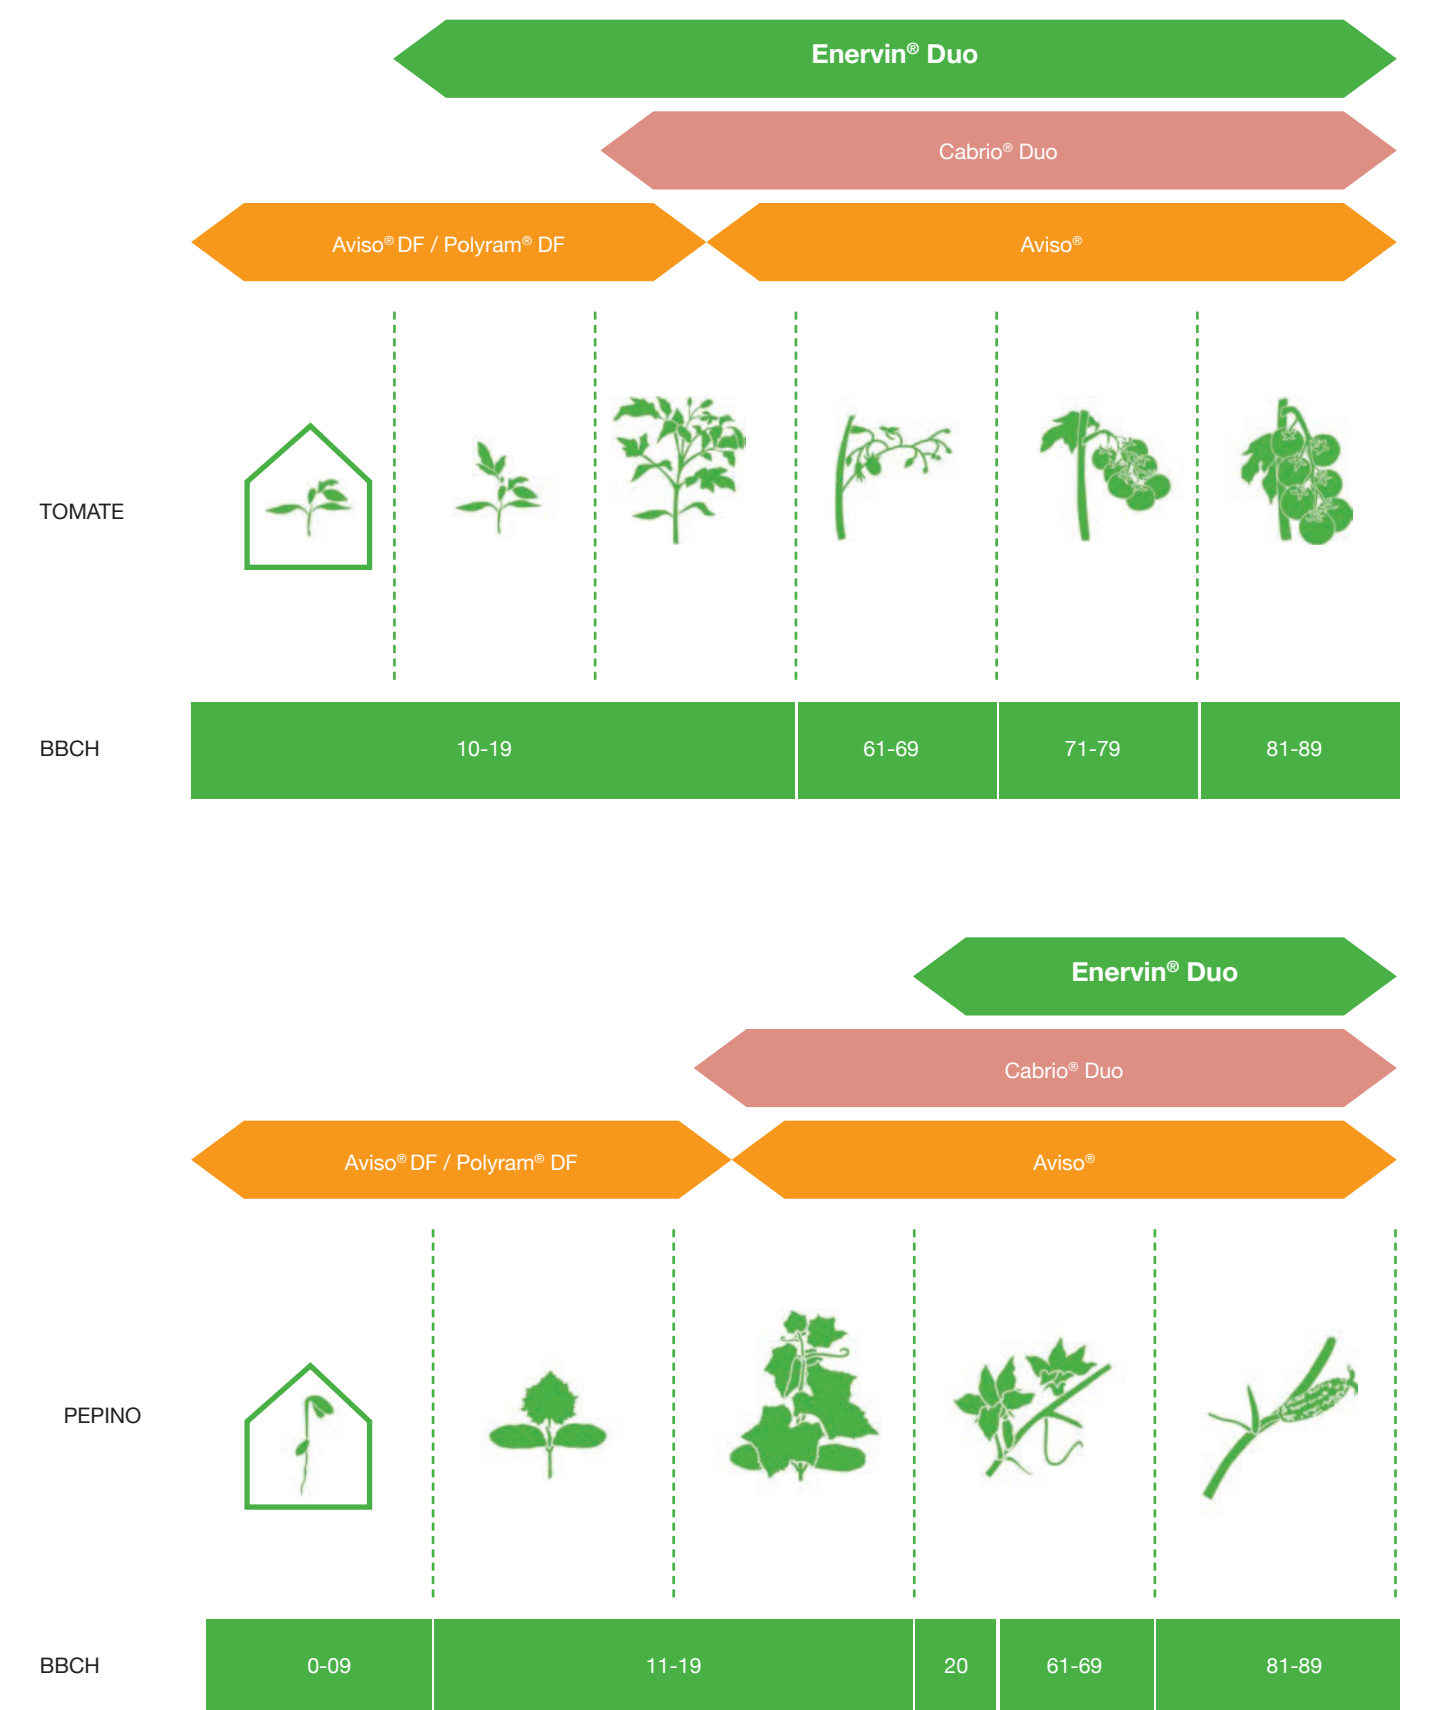 Enervin® Duo
Cabrio® Duo
Aviso® DF / Polyram® DF
Aviso®
TOMATE
BBCH
10-19
61-69
71-79
81-89
Enervin® Duo
Cabrio® Duo
Aviso® DF / Polyram® DF
Aviso®
PEPINO
BBCH
0-09
11-19
20
61-69
81-89